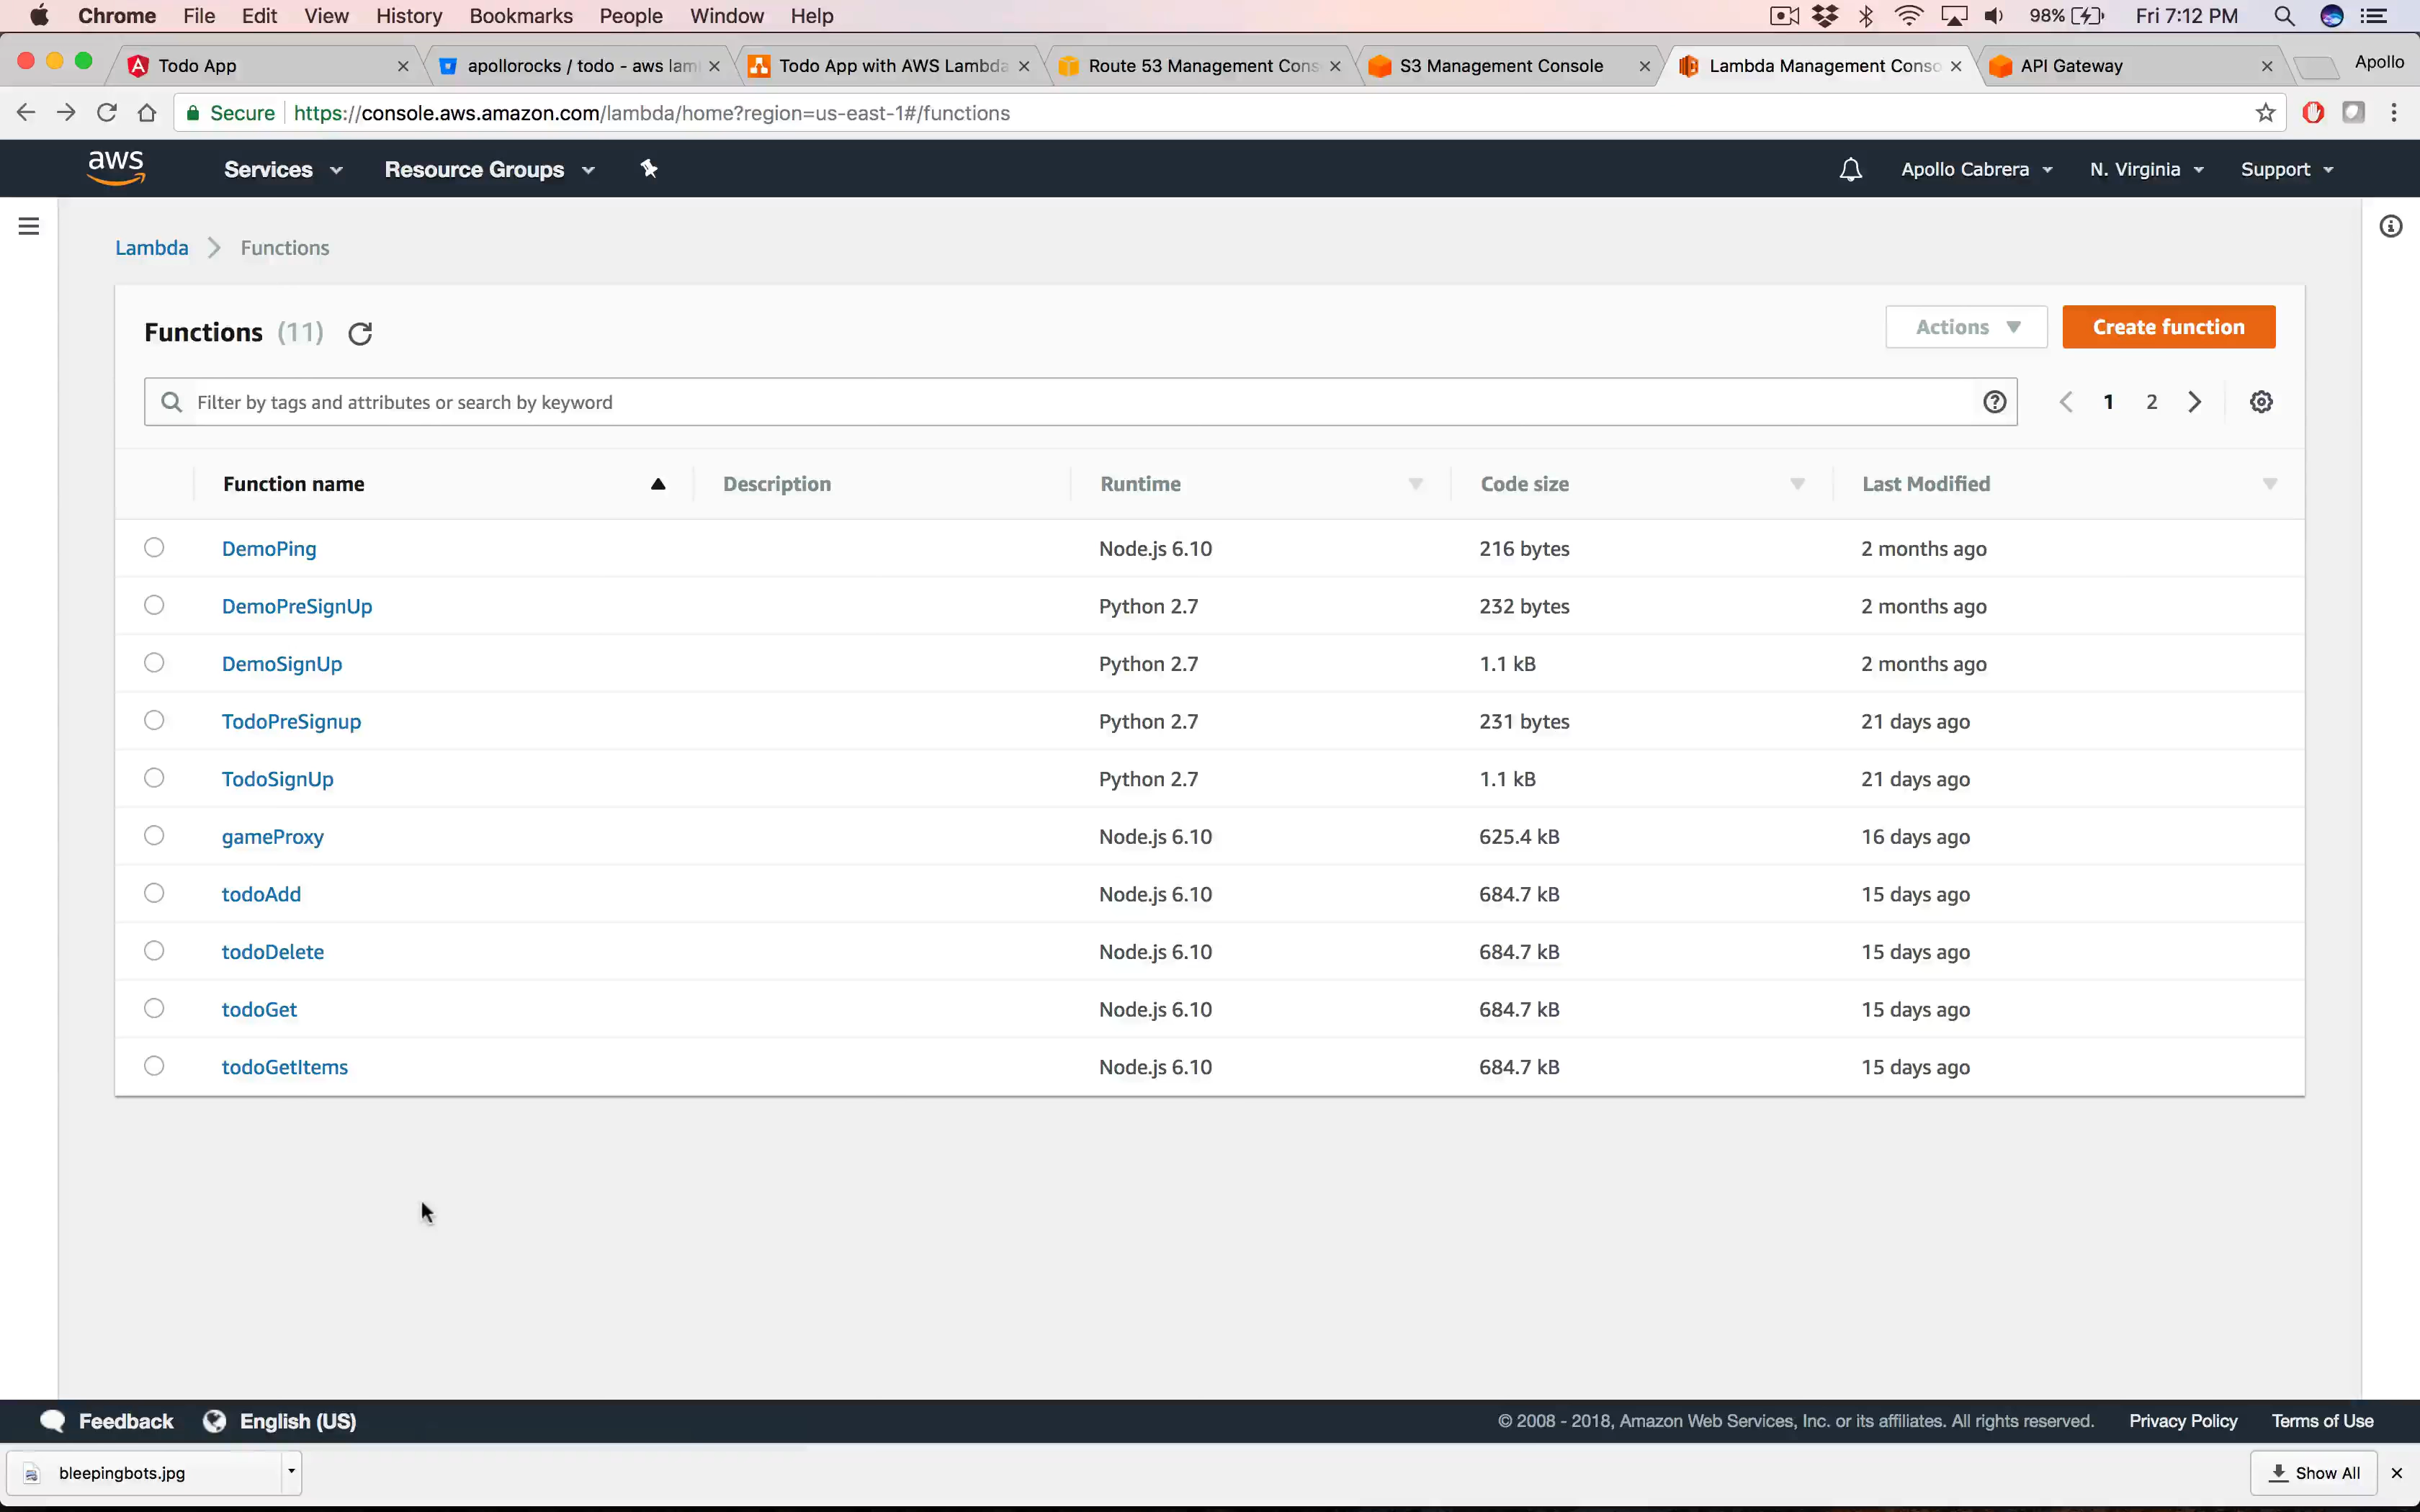 Chrome File Edit View History Bookmarks People Window Help 98% Fri 7:12 PM
Todo App apollorocks / todo - aws lam Todo App with AWS Lambda Route 53 Management Cons S3 Management Console Lambda Management Conso API Gateway Apollo
Secure https://console.aws.amazon.com/lambda/home?region=us-east-1#/functions
aws Services Resource Groups Apollo Cabrera N. Virginia Support
Lambda Functions
Functions (11) Actions Create function
Filter by tags and attributes or search by keyword 1 2
Function name Description Runtime Code size Last Modified
DemoPing Node.js 6.10 216 bytes 2 months ago
DemoPreSignUp Python 2.7 232 bytes 2 months ago
DemoSignUp Python 2.7 1.1 kB 2 months ago
TodoPreSignup Python 2.7 231 bytes 21 days ago
TodoSignUp Python 2.7 1.1 kB 21 days ago
gameProxy Node.js 6.10 625.4 kB 16 days ago
todoAdd Node.js 6.10 684.7 kB 15 days ago
todoDelete Node.js 6.10 684.7 kB 15 days ago
todoGet Node.js 6.10 684.7 kB 15 days ago
todoGetItems Node.js 6.10 684.7 kB 15 days ago
Feedback English (US) © 2008 - 2018, Amazon Web Services, Inc. or its affiliates. All rights reserved. Privacy Policy Terms of Use
bleepingbots.jpg Show All